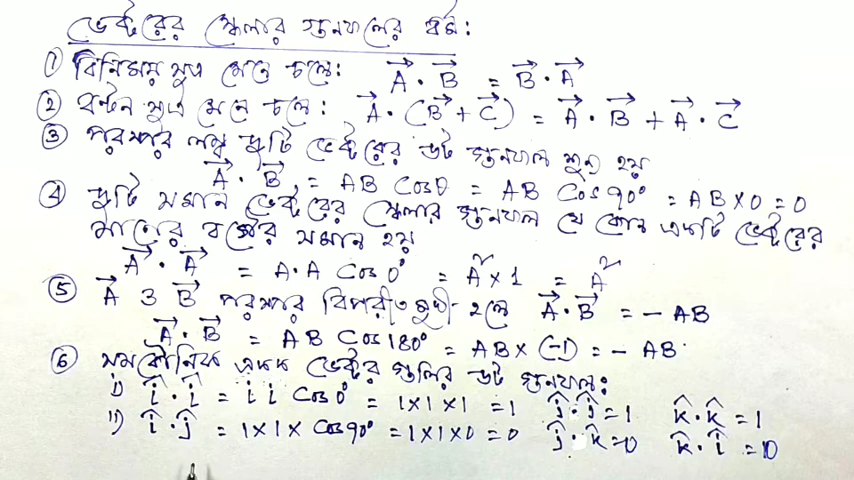 ভেক্টরের স্কেলার গুনফলের ধর্ম:
① বিনিময় সুত্র মেনে চলে: A⃗ · B⃗ = B⃗ · A⃗
② বন্টন সুত্র মেনে চলে: A⃗ · (B⃗ + C⃗) = A⃗ · B⃗ + A⃗ · C⃗
③ পরস্পর লম্ব দুটি ভেক্টরের ডট গুনফল শূন্য হয়
A⃗ · B⃗ = AB Cosθ = AB Cos 90° = AB×0 = 0
④ দুটি সমান ভেক্টরের স্কেলার গুনফল যে কোন একটি ভেক্টরের
মানের বর্গের সমান হয়
A⃗ · A⃗ = A·A Cos 0° = A² × 1 = A²
⑤ A⃗ ও B⃗ পরস্পর বিপরীত মুখী হলে A⃗ · B⃗ = – AB
A⃗ · B⃗ = AB Cos 180° = AB × (-1) = – AB
⑥ সমকৌনিক একক ভেক্টর গুলির ডট গুনফল:
i) î · î = i i Cos 0° = 1×1×1 = 1 ĵ · ĵ = 1 k̂ · k̂ = 1
ii) î · ĵ = 1×1× Cos 90° = 1×1×0 = 0 ĵ · k̂ = 0 k̂ · î = 0